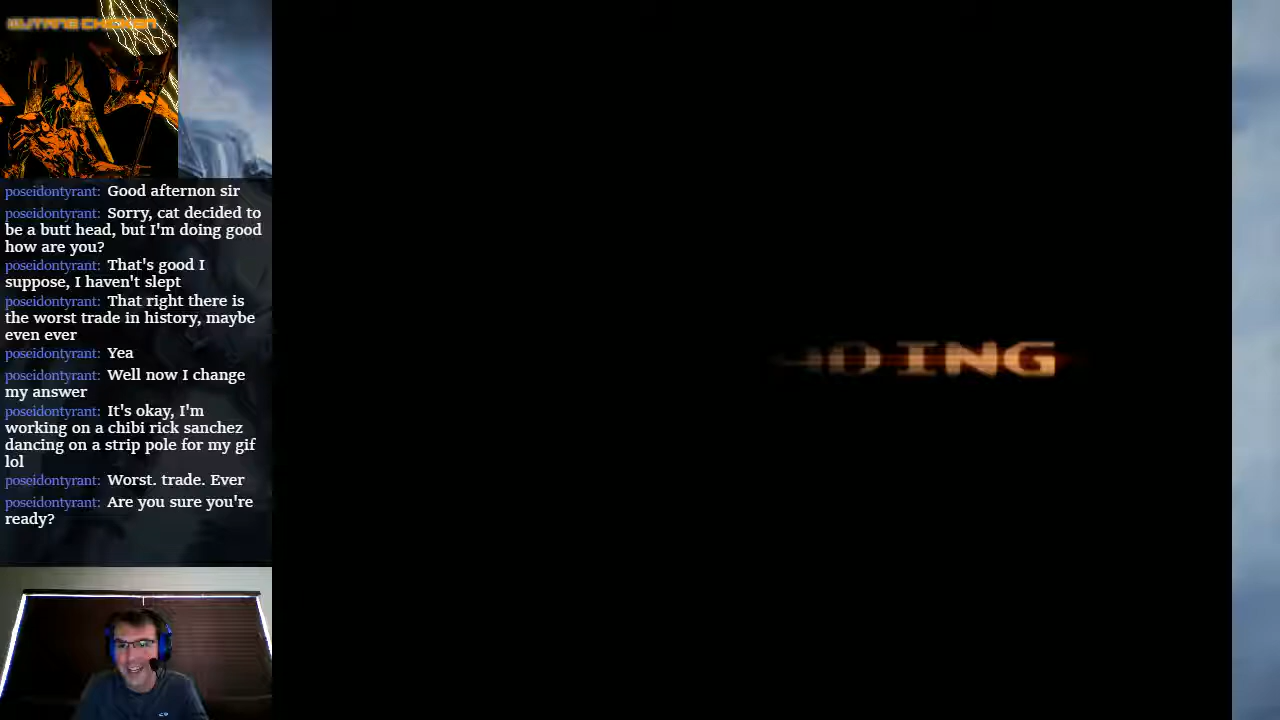 poseidontyrant: Good afternon sir
poseidontyrant: Sorry, cat decided to
be a butt head, but I'm doing good
how are you?
poseidontyrant: That's good I
suppose, I haven't slept
poseidontyrant: That right there is
the worst trade in history, maybe
even ever
poseidontyrant: Yea
poseidontyrant: Well now I change
my answer
poseidontyrant: It's okay, I'm
working on a chibi rick sanchez
dancing on a strip pole for my gif
lol
poseidontyrant: Worst. trade. Ever
poseidontyrant: Are you sure you're
ready?
DING